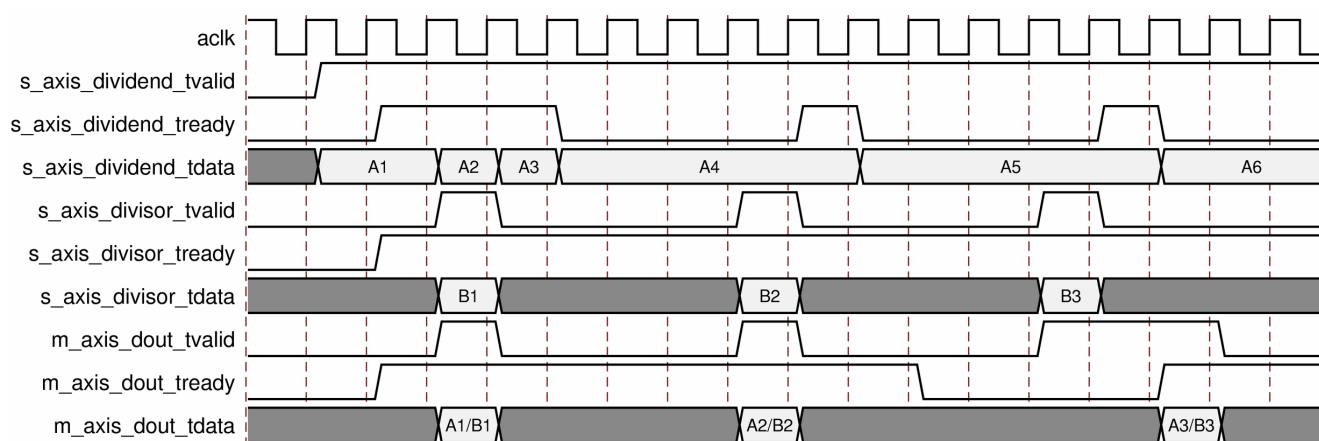 aclk
s_axis_dividend_tvalid
s_axis_dividend_tready
s_axis_dividend_tdata A1 A2 A3 A4 A5 A6
s_axis_divisor_tvalid
s_axis_divisor_tready
s_axis_divisor_tdata B1 B2 B3
m_axis_dout_tvalid
m_axis_dout_tready
m_axis_dout_tdata A1/B1 A2/B2 A3/B3